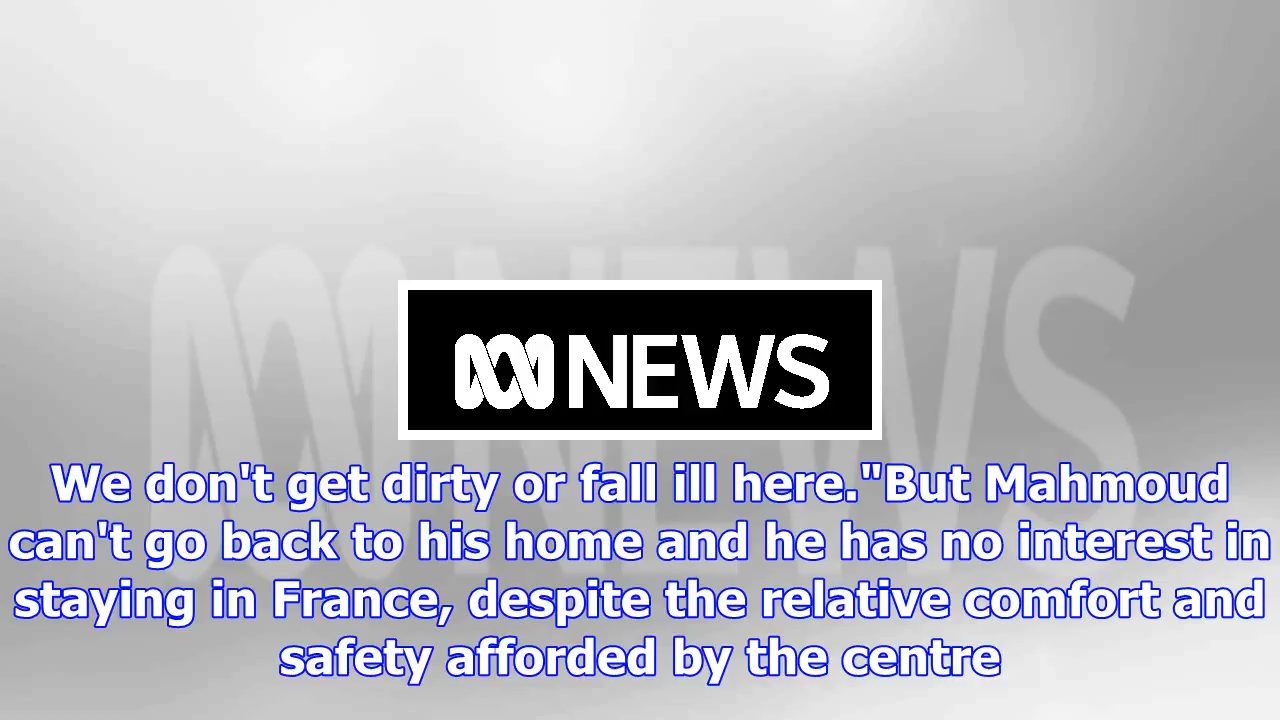 NEWS
NEWS
We don't get dirty or fall ill here."But Mahmoud
can't go back to his home and he has no interest in
staying in France, despite the relative comfort and
safety afforded by the centre